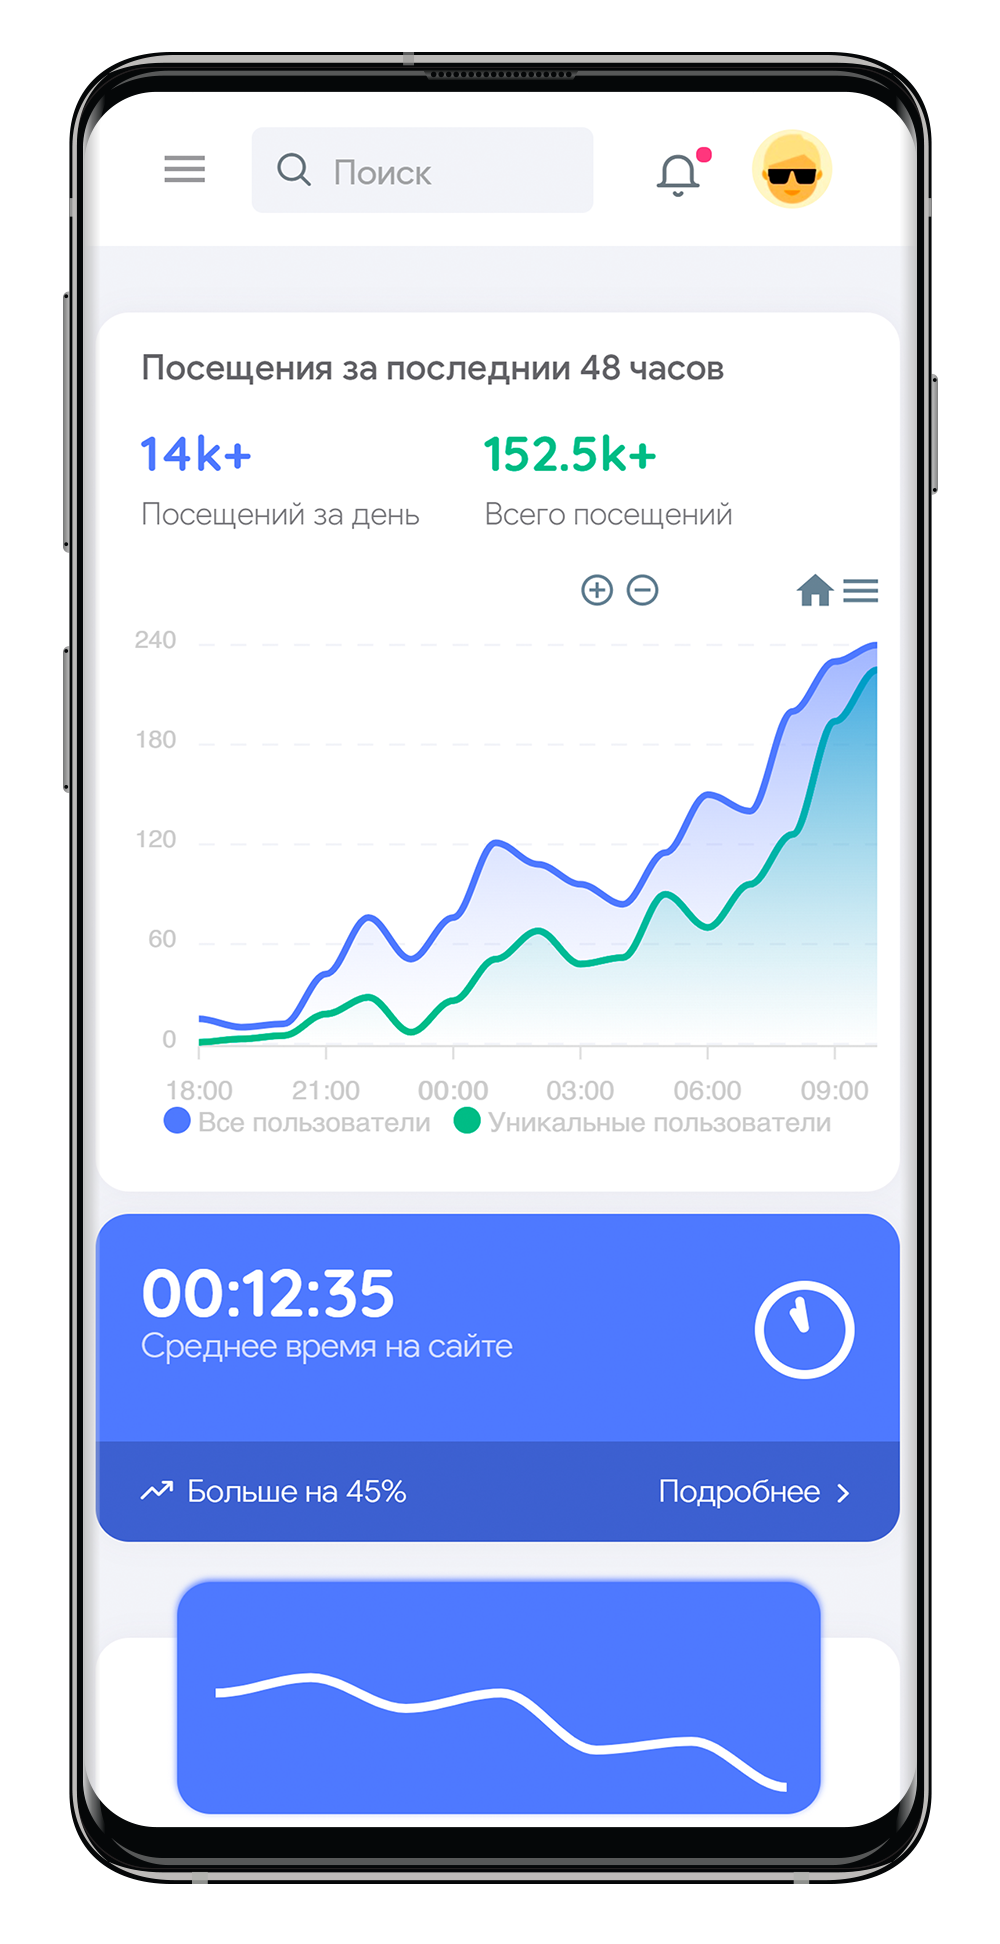 Поиск
Посещения за последнии 48 часов
14k+ 152.5k+
Посещений за день Всего посещений
240
180
120
60
0
18:00 21:00 00:00 03:00 06:00 09:00
Все пользователи Уникальные пользователи
00:12:35
Среднее время на сайте
Больше на 45% Подробнее